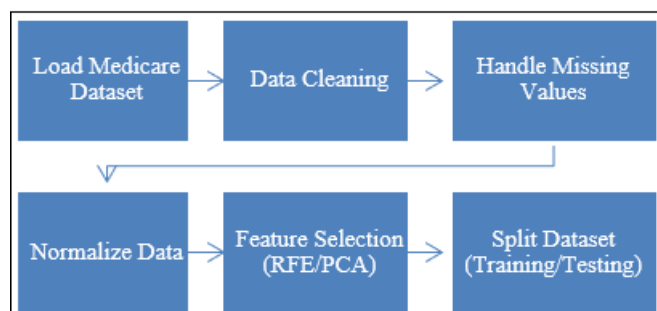 Load Medicare
Dataset
Data Cleaning
Handle Missing
Values
Normalize Data
Feature Selection
(RFE/PCA)
Split Dataset
(Training/Testing)